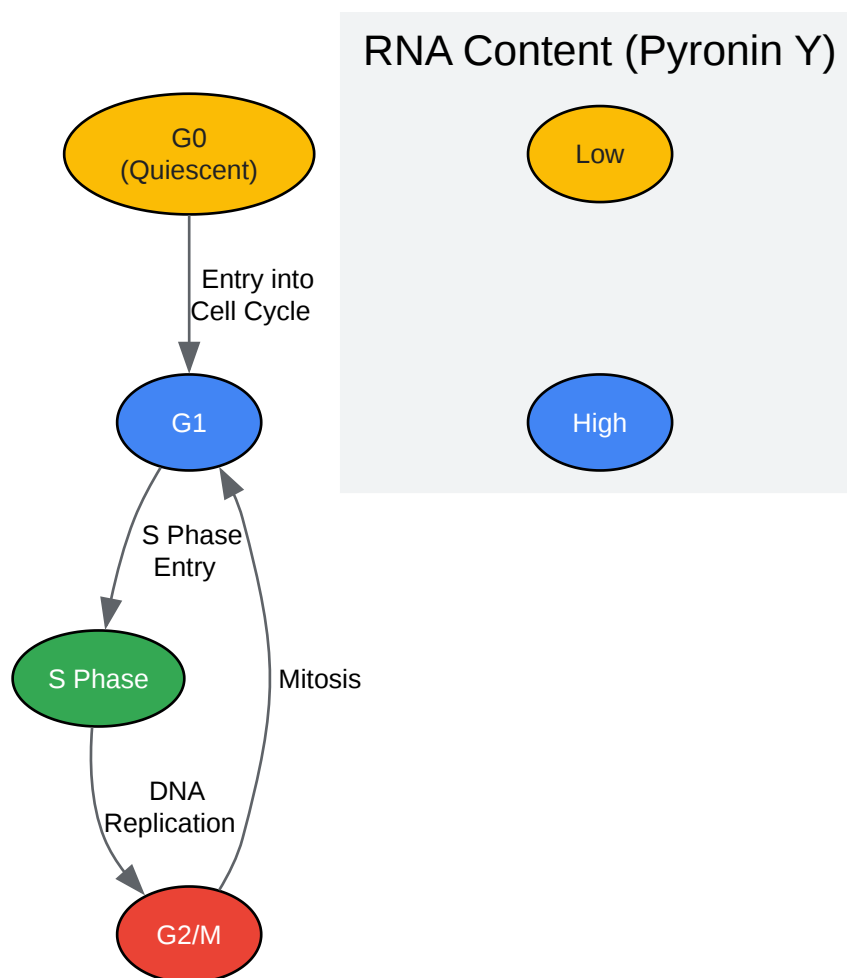 RNA Content (Pyronin Y)
G0
(Quiescent)
Low
Entry into
Cell Cycle
G1
High
S Phase
Entry
S Phase
Mitosis
DNA
Replication
G2/M